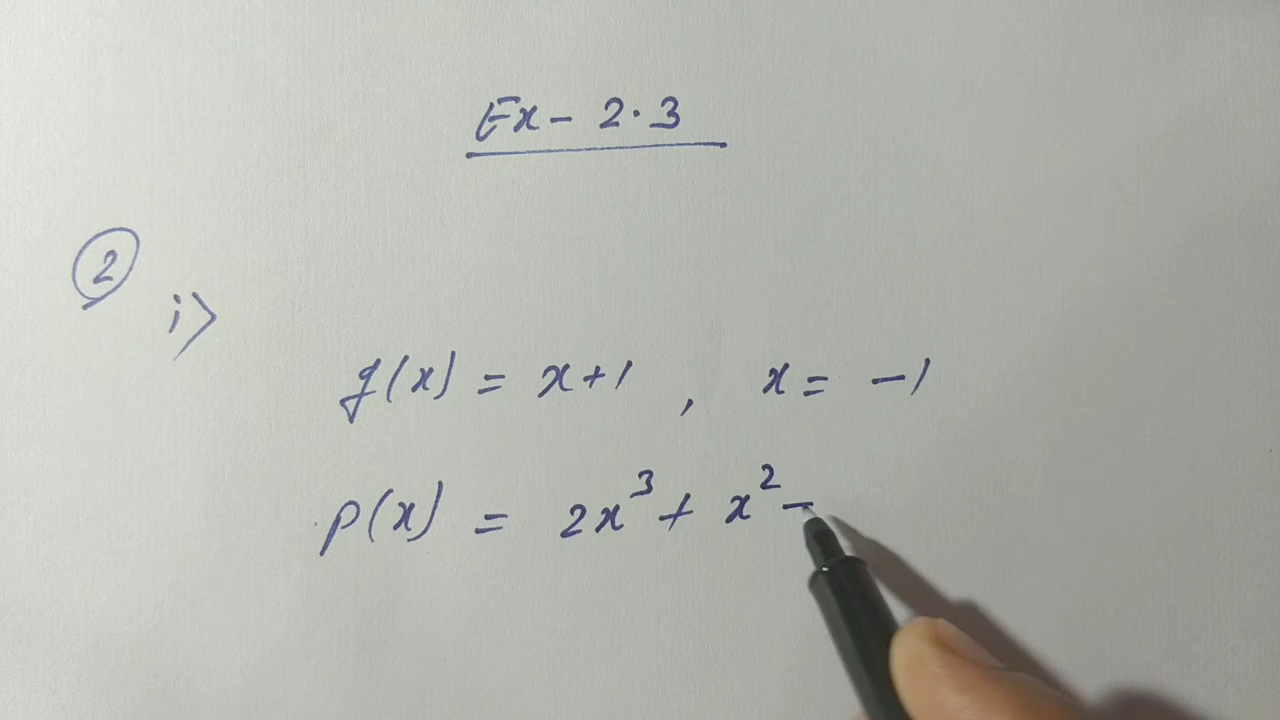 Ex - 2.3
2
i>
g(x) = x+1 , x = -1
p(x) = 2x³ + x² -